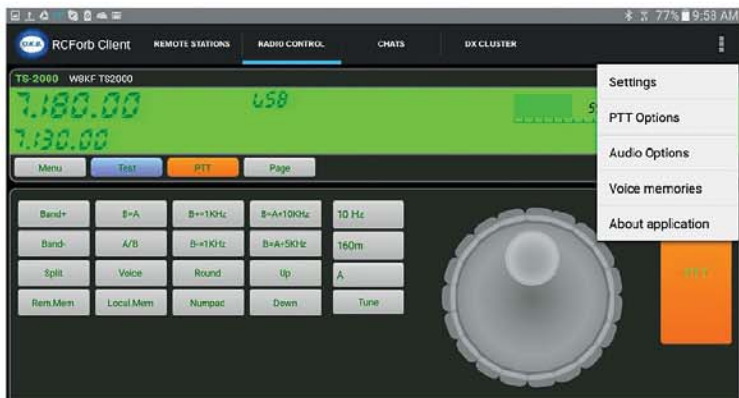 77% 9:53 AM
RCForb Client REMOTE STATIONS RADIO CONTROL CHATS DX CLUSTER
TS-2000 W8KF TS2000
7.180.00 USB
7.130.00
Settings
PTT Options
Audio Options
Voice memories
About application
Menu Test PTT Page
Band+ B=A B+=1KHz B=A+10KHz 10 Hz
Band- A/B B-=1KHz B=A+5KHz 160m
Split Voice Round Up A
Rem.Mem Local.Mem Numpac Down Tune